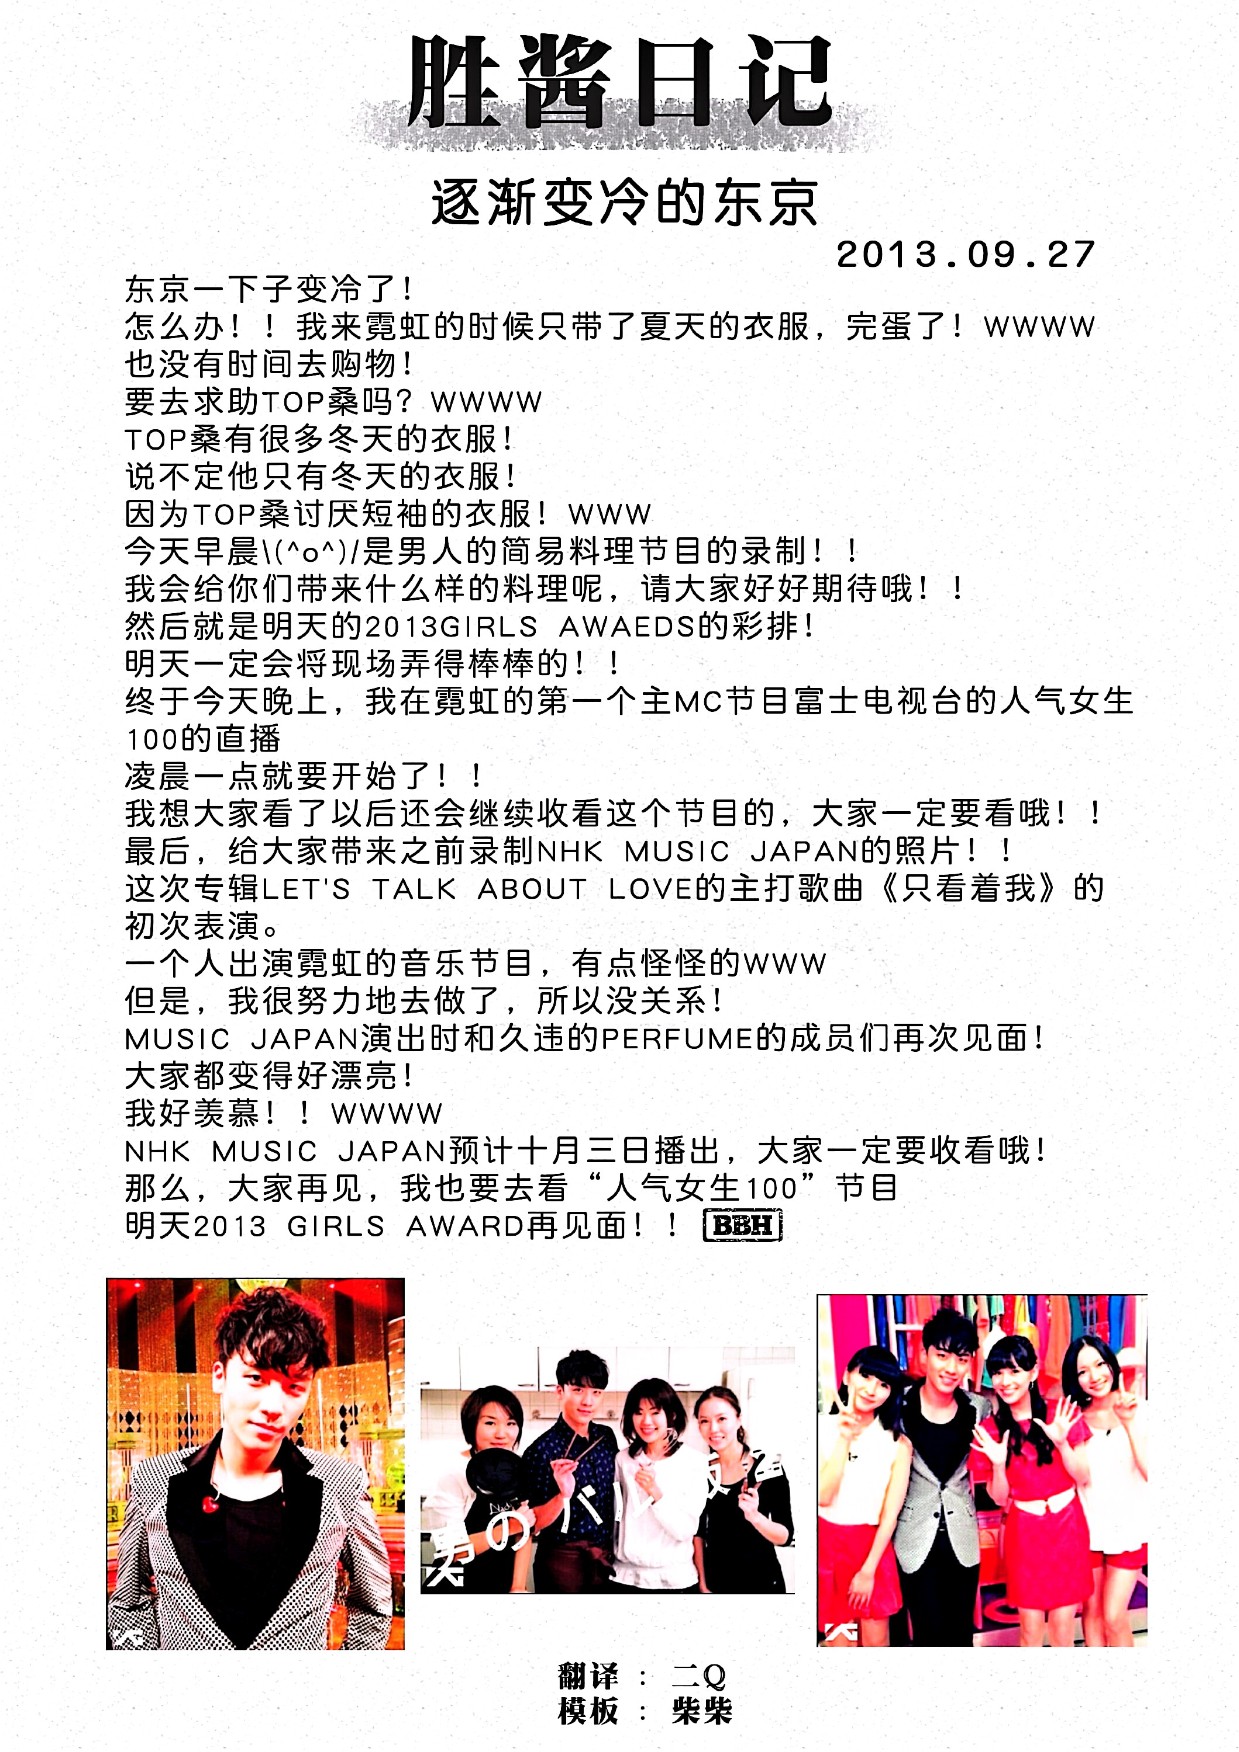 胜酱日记
逐渐变冷的东京
2013.09.27
东京一下子变冷了！
怎么办！！我来霓虹的时候只带了夏天的衣服，完蛋了！WWWW
也没有时间去购物！
要去求助TOP桑吗？WWWW
TOP桑有很多冬天的衣服！
说不定他只有冬天的衣服！
因为TOP桑讨厌短袖的衣服！WWW
今天早晨\(^o^)/是男人的简易料理节目的录制！！
我会给你们带来什么样的料理呢，请大家好好期待哦！！
然后就是明天的2013GIRLS AWAEDS的彩排！
明天一定会将现场弄得棒棒的！！
终于今天晚上，我在霓虹的第一个主MC节目富士电视台的人气女生
100的直播
凌晨一点就要开始了！！
我想大家看了以后还会继续收看这个节目的，大家一定要看哦！！
最后，给大家带来之前录制NHK MUSIC JAPAN的照片！！
这次专辑LET'S TALK ABOUT LOVE的主打歌曲《只看着我》的
初次表演。
一个人出演霓虹的音乐节目，有点怪怪的WWW
但是，我很努力地去做了，所以没关系！
MUSIC JAPAN演出时和久违的PERFUME的成员们再次见面！
大家都变得好漂亮！
我好羡慕！！WWWW
NHK MUSIC JAPAN预计十月三日播出，大家一定要收看哦！
那么，大家再见，我也要去看“人气女生100”节目
明天2013 GIRLS AWARD再见面！！ BBH
男のバル
YG
翻译：二Q
模板：柴柴